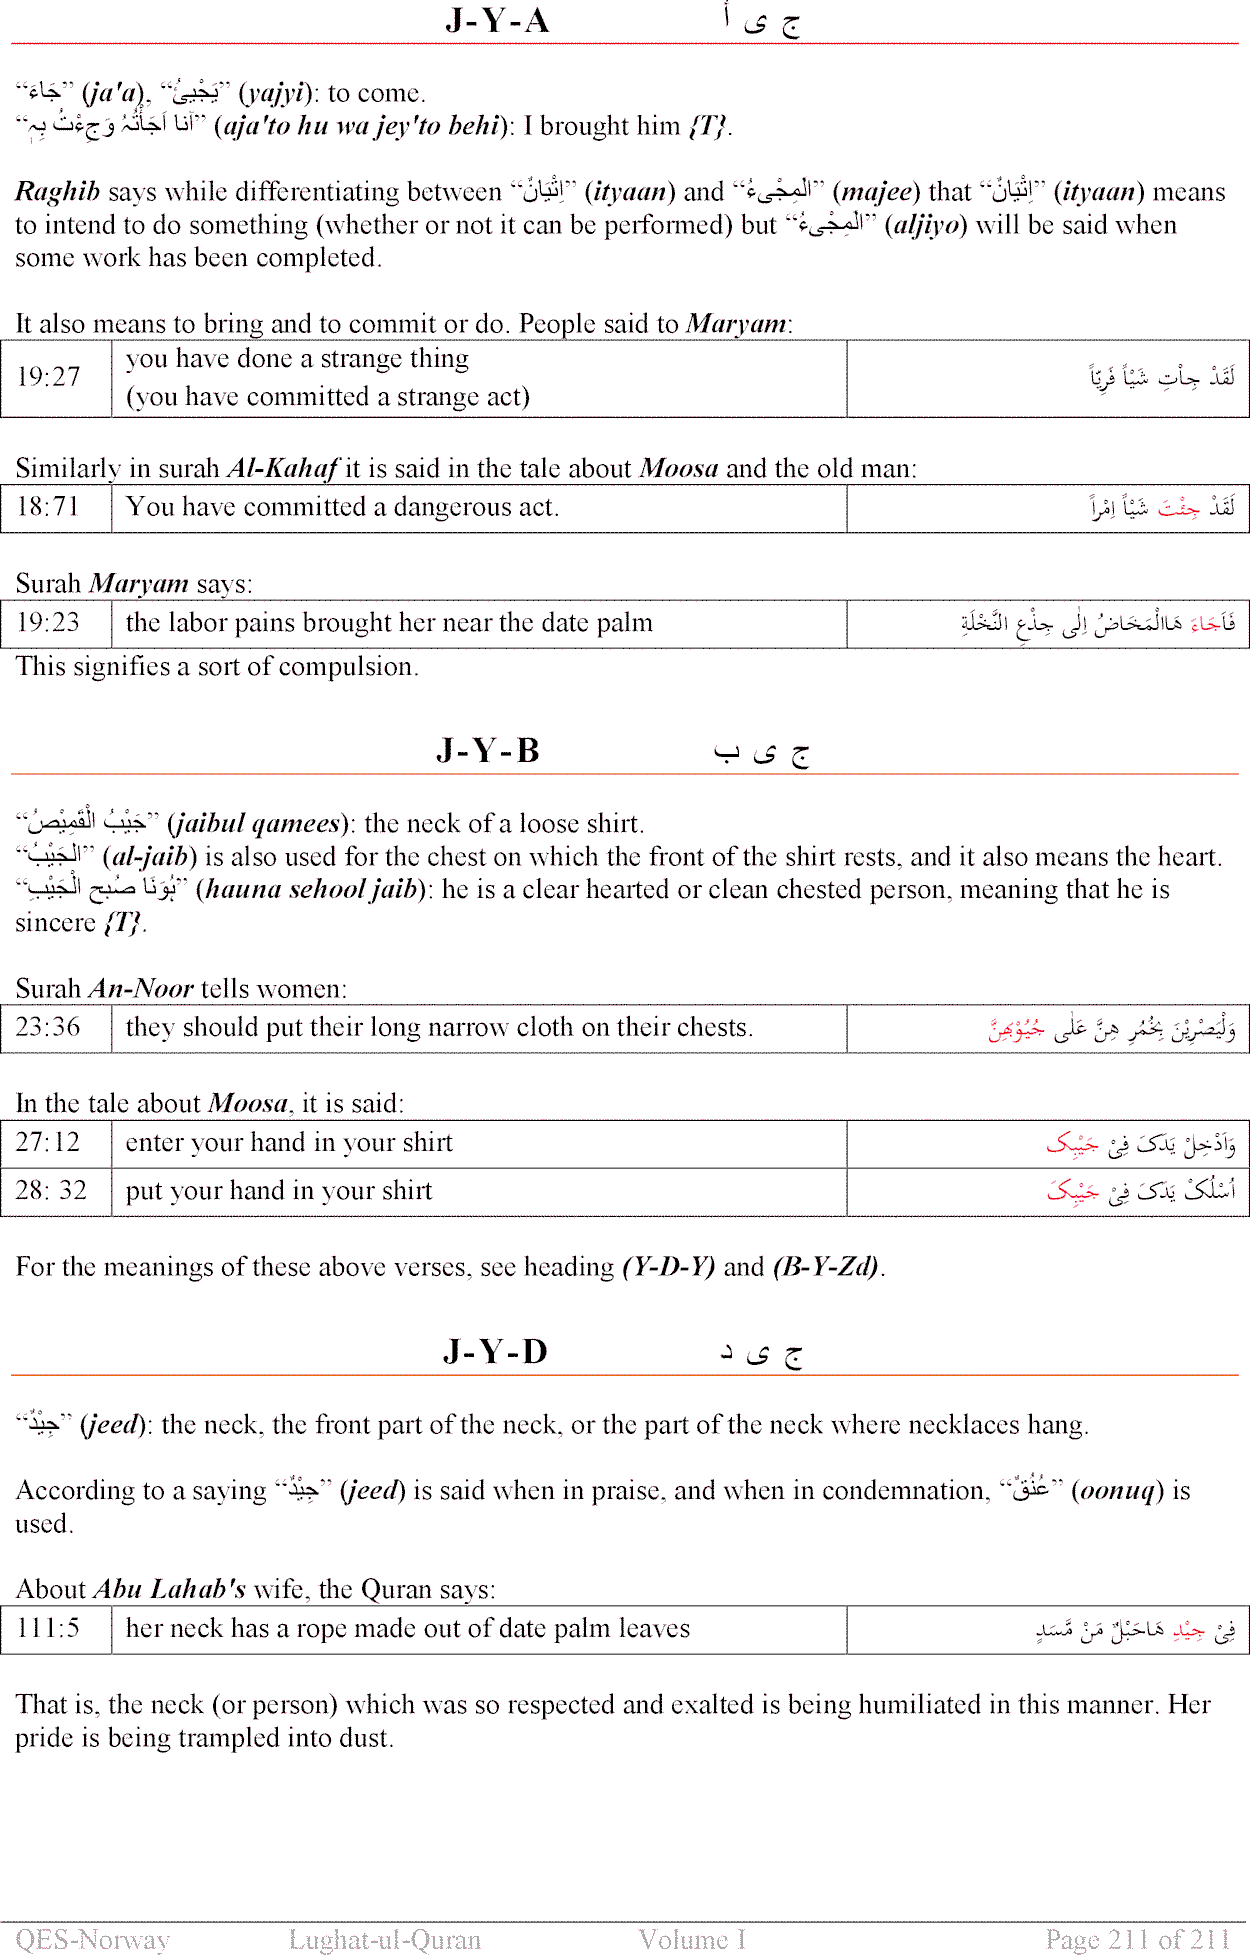 J-Y-A ج ی أ
“جَاءَ” (ja'a), “يَجْيِئُ” (yajyi): to come.
“آنا اَجَأْتُہُ وَجِءْتُ بِہٖ” (aja'to hu wa jey'to behi): I brought him {T}.
Raghib says while differentiating between “اِتْيَانٌ” (ityaan) and “الْمِجْیءُ” (majee) that “اِتْيَانٌ” (ityaan) means
to intend to do something (whether or not it can be performed) but “الْمِجْیءُ” (aljiyo) will be said when
some work has been completed.
It also means to bring and to commit or do. People said to Maryam:
19:27 you have done a strange thing لَقَدْ جِاْتِ شَيْاً فَرِيّاً
(you have committed a strange act)
Similarly in surah Al-Kahaf it is said in the tale about Moosa and the old man:
18:71 You have committed a dangerous act. لَقَدْ جِئْتَ شَيْاً اِمْراً
Surah Maryam says:
19:23 the labor pains brought her near the date palm فَاَجَاءَ هَاالْمَخَاضُ اِلٰى جِذْعِ النَّخْلَةِ
This signifies a sort of compulsion.
J-Y-B ج ی ب
“جَيْبُ الْقَمِيْصُ” (jaibul qamees): the neck of a loose shirt.
“الْجَيْبُ” (al-jaib) is also used for the chest on which the front of the shirt rests, and it also means the heart.
“ہُوَنَا صُبح الْجَيْبِ” (hauna sehool jaib): he is a clear hearted or clean chested person, meaning that he is
sincere {T}.
Surah An-Noor tells women:
23:36 they should put their long narrow cloth on their chests. وَلْيَضْرِبْنَ بِخُمُرِ هِنَّ عَلٰى جُيُوْبِهِنَّ
In the tale about Moosa, it is said:
27:12 enter your hand in your shirt وَاَدْخِلْ يَدَكَ فِىْ جَيْبِكَ
28: 32 put your hand in your shirt اُسْلُکْ يَدَکَ فِىْ جَيْبِکَ
For the meanings of these above verses, see heading (Y-D-Y) and (B-Y-Zd).
J-Y-D ج ی د
“جِيْدٌ” (jeed): the neck, the front part of the neck, or the part of the neck where necklaces hang.
According to a saying “جِيْدٌ” (jeed) is said when in praise, and when in condemnation, “عُنُقٌ” (oonuq) is
used.
About Abu Lahab's wife, the Quran says:
111:5 her neck has a rope made out of date palm leaves فِىْ جِيْدِ هَاحَبْلٌ مَنْ مَّسَدٍ
That is, the neck (or person) which was so respected and exalted is being humiliated in this manner. Her
pride is being trampled into dust.
QES-Norway Lughat-ul-Quran Volume I Page 211 of 211